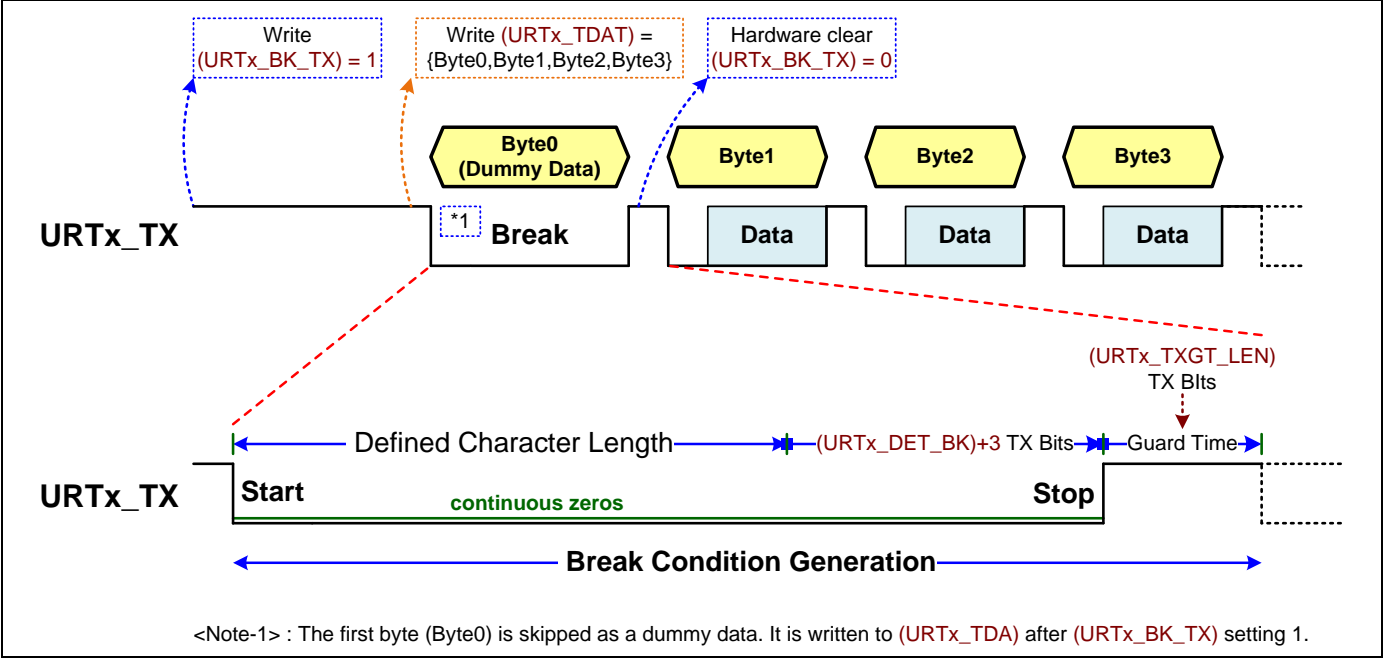 Write
(URTx_BK_TX) = 1
Write (URTx_TDAT) =
{Byte0,Byte1,Byte2,Byte3}
Hardware clear
(URTx_BK_TX) = 0
Byte0
(Dummy Data)
Byte1
Byte2
Byte3
URTx_TX
*1
Break
Data
Data
Data
(URTx_TXGT_LEN)
TX BIts
Defined Character Length
(URTx_DET_BK)+3 TX Bits
Guard Time
URTx_TX
Start
continuous zeros
Stop
Break Condition Generation
<Note-1> : The first byte (Byte0) is skipped as a dummy data. It is written to (URTx_TDA) after (URTx_BK_TX) setting 1.